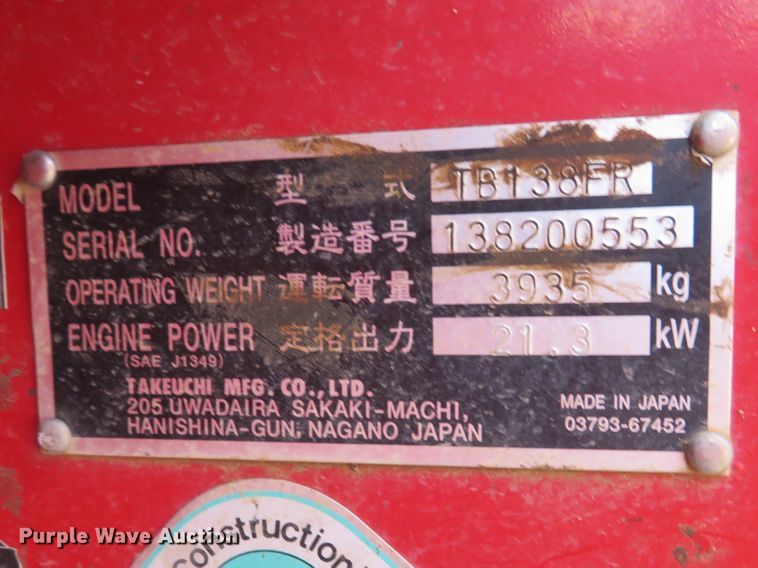 MODEL 型式 TB138FR
SERIAL NO. 製造番号 138200553
OPERATING WEIGHT 運転質量 3935 kg
ENGINE POWER 定格出力 21.3 kW
(SAE J1349)
TAKEUCHI MFG. CO.,LTD.
205 UWADAIRA SAKAKI-MACHI,
HANISHINA-GUN, NAGANO JAPAN
MADE IN JAPAN
03793-67452
Construction
Purple Wave Auction